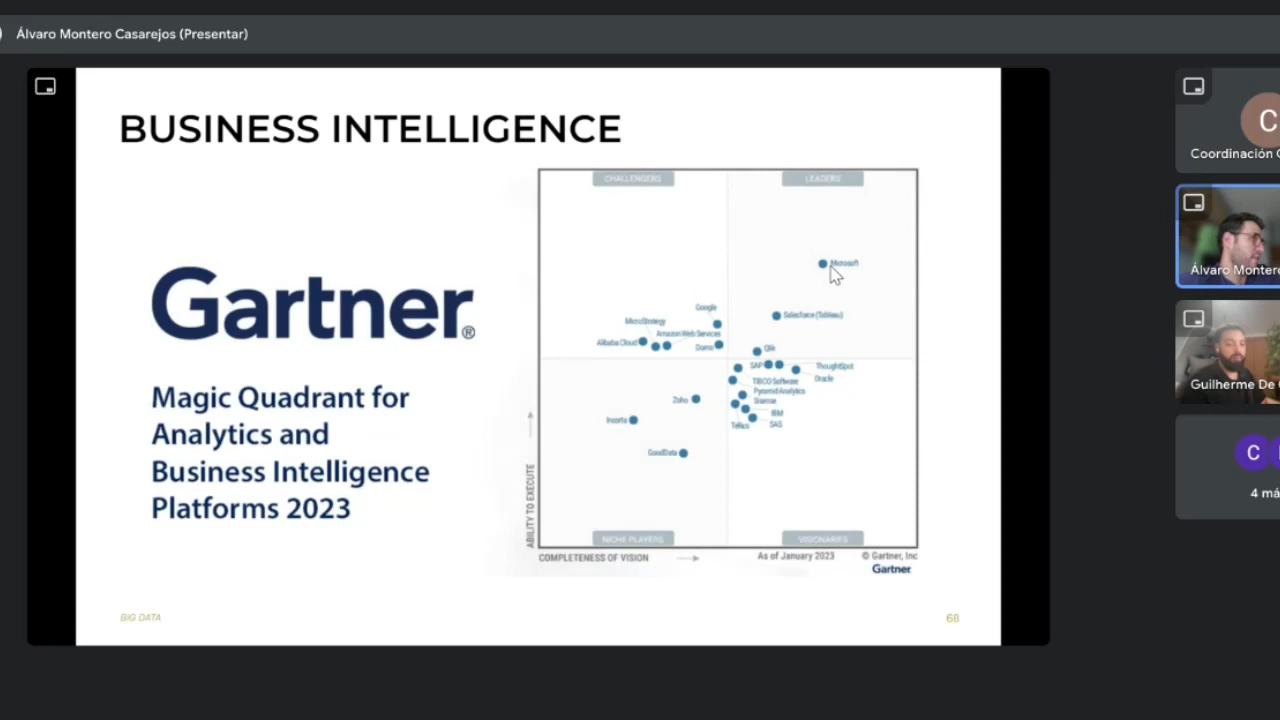 Álvaro Montero Casarejos (Presentar)
BUSINESS INTELLIGENCE
Gartner®
Magic Quadrant for
Analytics and
Business Intelligence
Platforms 2023
CHALLENGERS
LEADERS
Microsoft
Salesforce (Tableau)
Google
MicroStrategy
Amazon Web Services
Alibaba Cloud
Domo
Qlik
SAP
ThoughtSpot
Oracle
TIBCO Software
Pyramid Analytics
Sisense
IBM
SAS
Tellius
Zoho
Incorta
GoodData
ABILITY TO EXECUTE
NICHE PLAYERS
VISIONARIES
COMPLETENESS OF VISION
As of January 2023
© Gartner, Inc
Gartner
BIG DATA
68
C
Coordinación
Álvaro Montero
Guilherme De
C
4 má